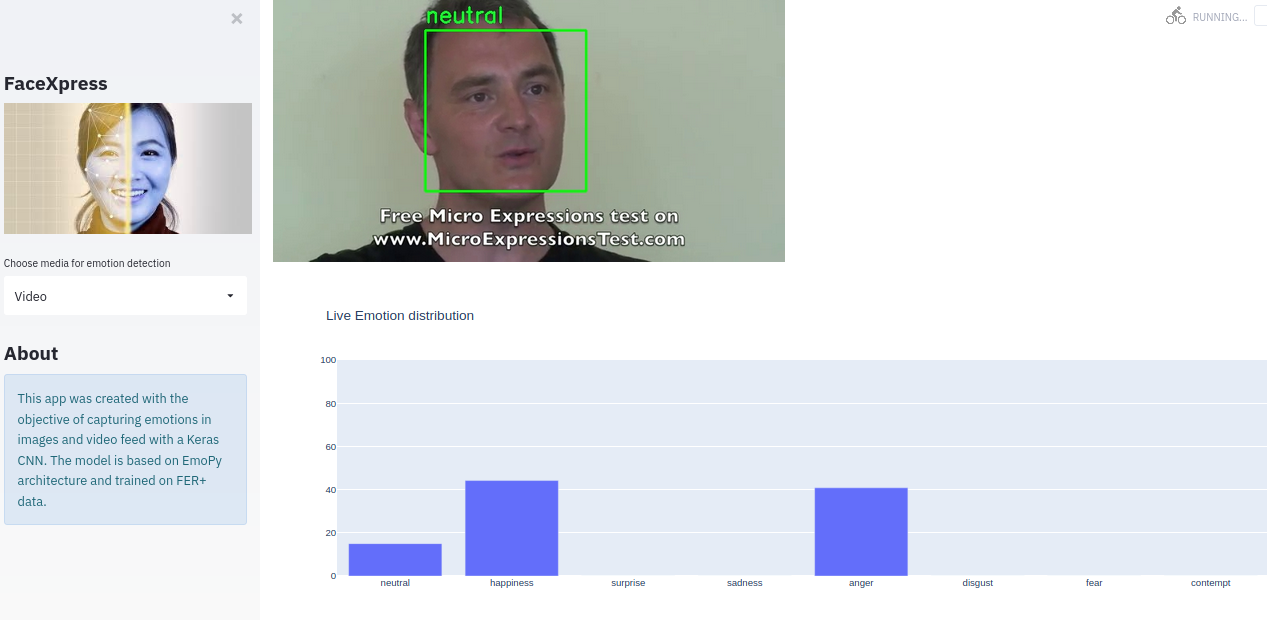 ×
FaceXpress
Choose media for emotion detection
Video
About
This app was created with the
objective of capturing emotions in
images and video feed with a Keras
CNN. The model is based on EmoPy
architecture and trained on FER+
data.
RUNNING...
neutral
Free Micro Expressions test on
www.MicroExpressionsTest.com
Live Emotion distribution
100
80
60
40
20
0
neutral happiness surprise sadness anger disgust fear contempt